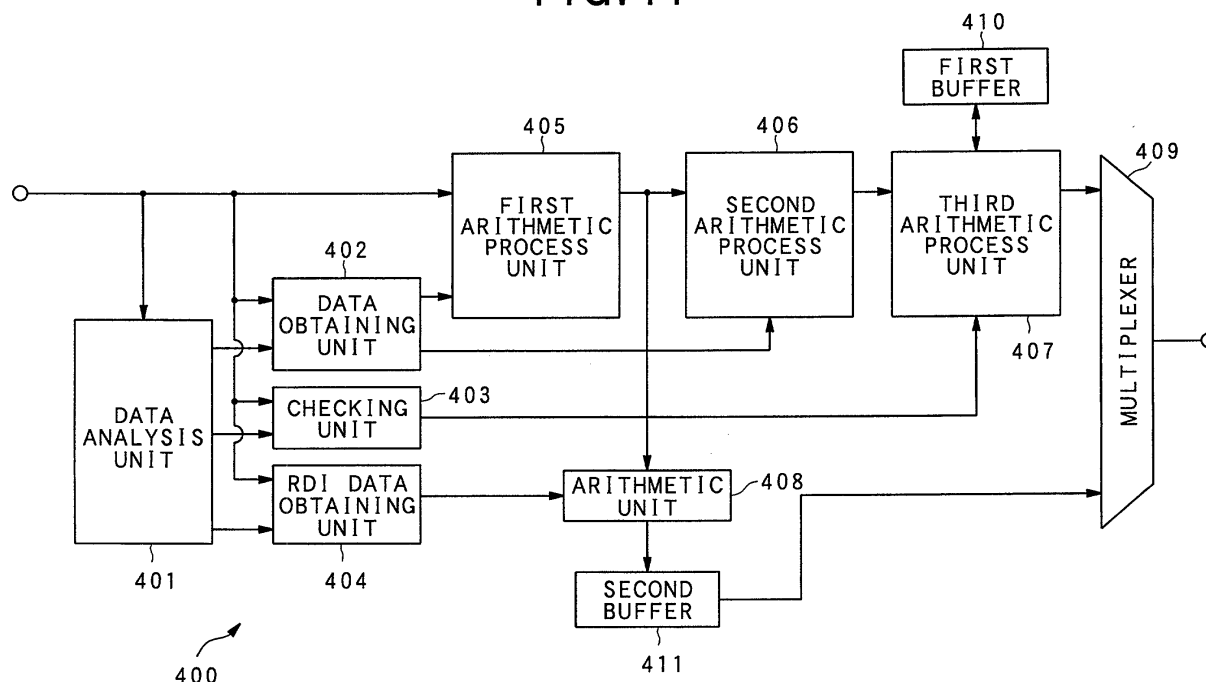 410
FIRST
BUFFER
405
FIRST
ARITHMETIC
PROCESS
UNIT
406
SECOND
ARITHMETIC
PROCESS
UNIT
THIRD
ARITHMETIC
PROCESS
UNIT
407
409
MULTIPLEXER
402
DATA
OBTAINING
UNIT
403
CHECKING
UNIT
DATA
ANALYSIS
UNIT
401
RDI DATA
OBTAINING
UNIT
404
ARITHMETIC
UNIT
408
SECOND
BUFFER
411
400